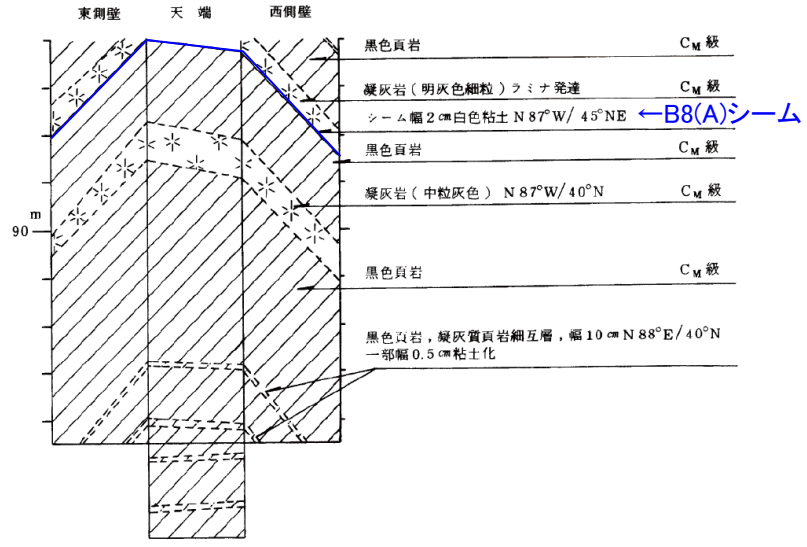 東側壁 天端 西側壁
黒色頁岩 CM級
凝灰岩(明灰色細粒)ラミナ発達 CM級
シーム幅2㎝白色粘土 N87°W/45°NE ←B8(A)シーム
黒色頁岩 CM級
凝灰岩(中粒灰色) N87°W/40°N CM級
m
90
黒色頁岩 CM級
黒色頁岩,凝灰質頁岩細互層,幅10㎝N88°E/40°N
一部幅0.5㎝粘土化